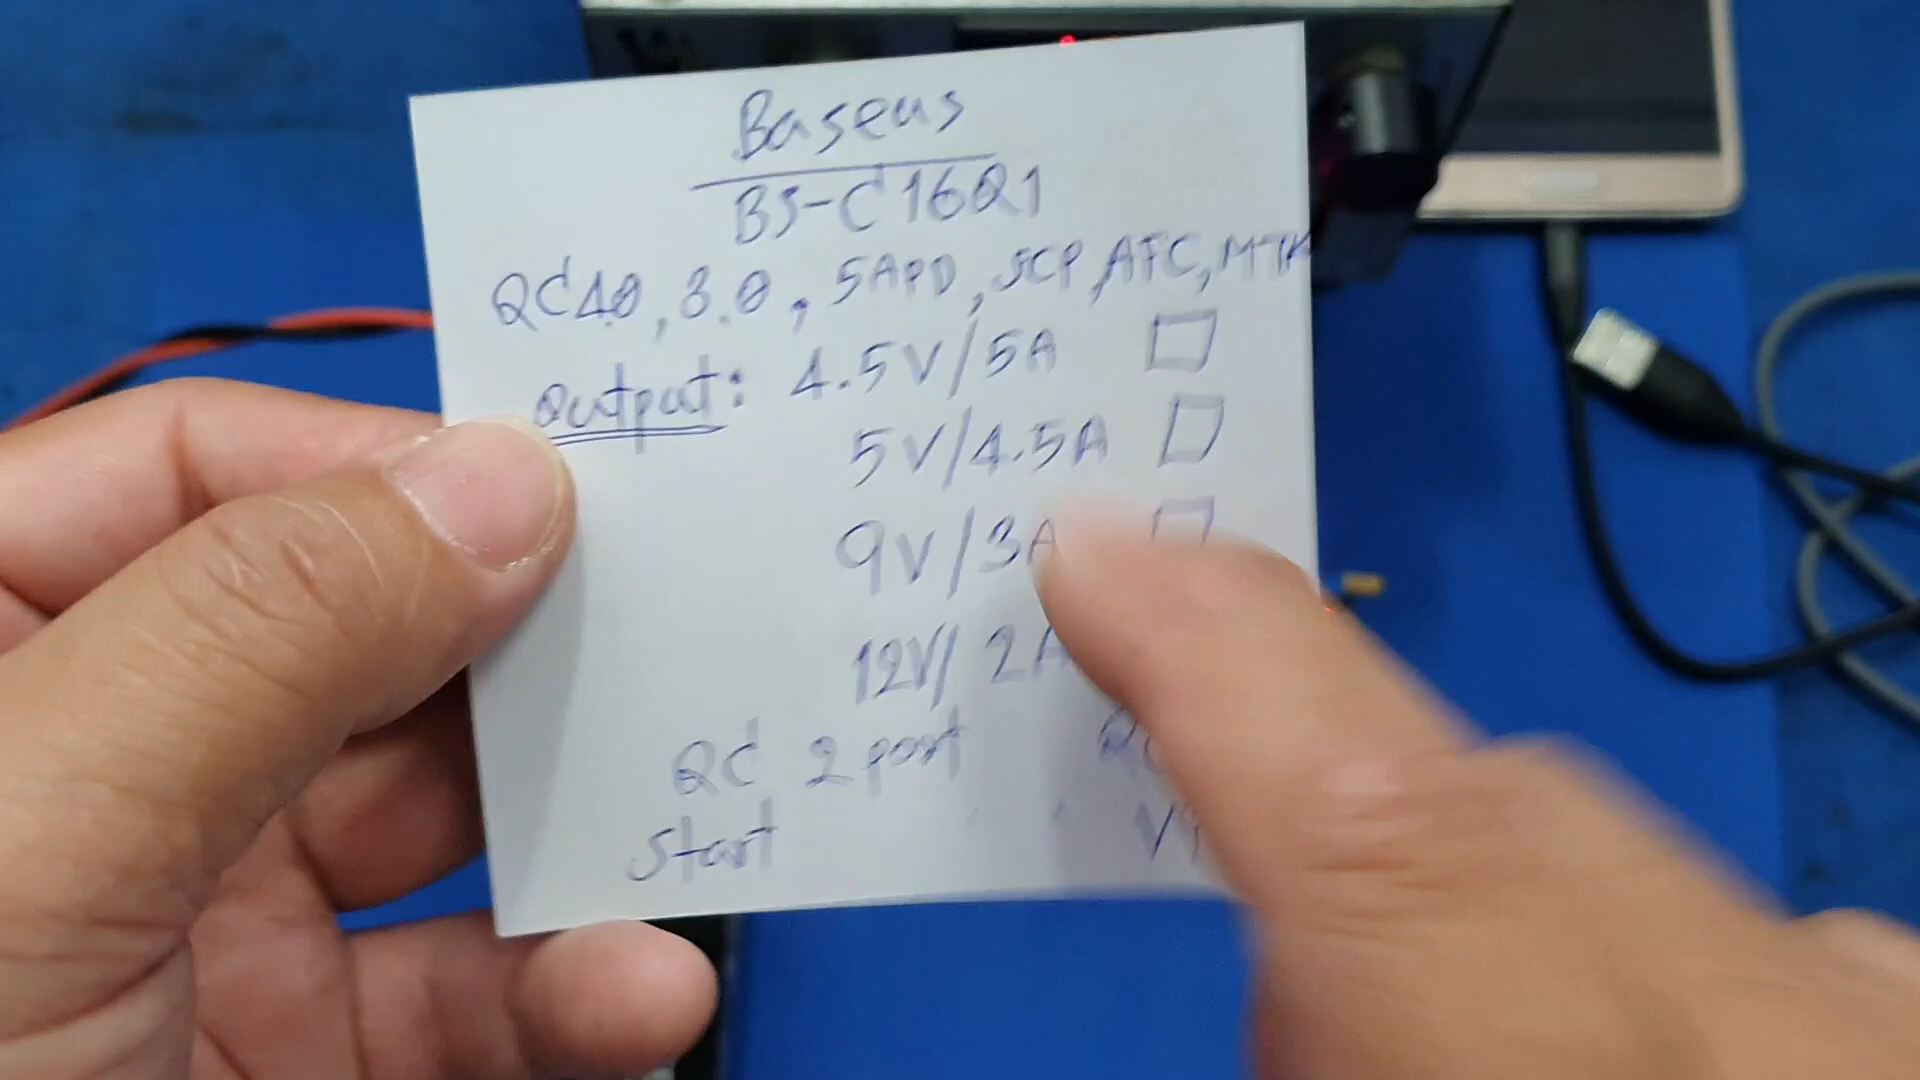 Baseus
BS-C16Q1
QC4.0, 3.0, 5APD, SCP, AFC, MTK
Output: 4.5V/5A
5V/4.5A
9V/3A
12V/2A
QC 2 port
Start